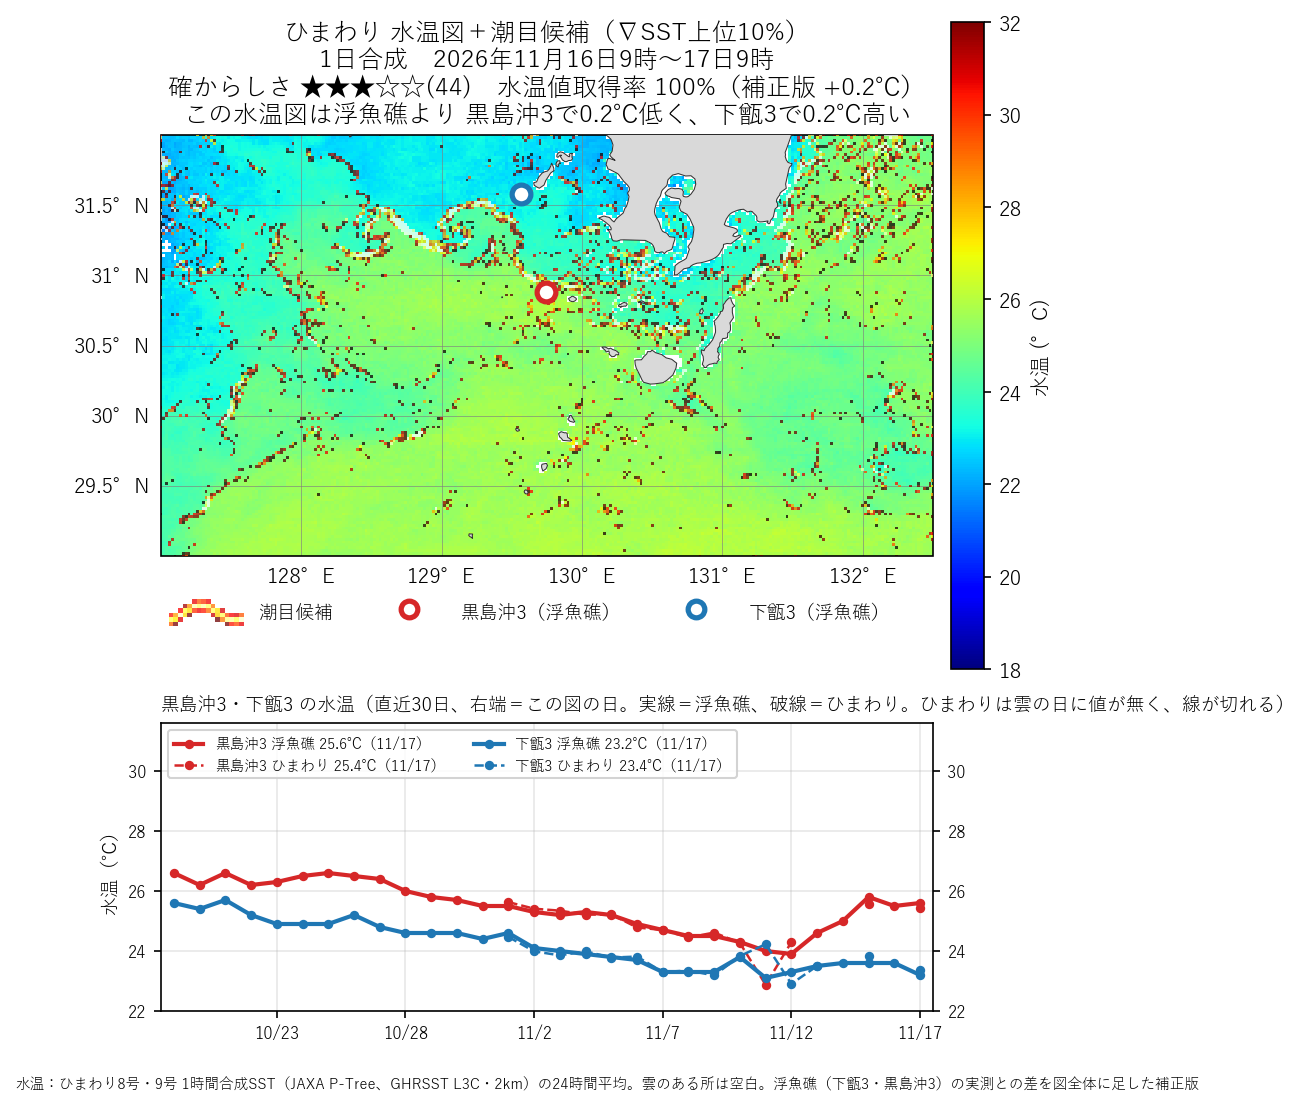 ひまわり 水温図＋潮目候補（∇SST上位10%）
1日合成　2026年11月16日9時～17日9時
確からしさ ★★★☆☆(44)　水温値取得率 100%（補正版 +0.2℃）
この水温図は浮魚礁より 黒島沖3で0.2℃低く、下甑3で0.2℃高い
31.5° N
31° N
30.5° N
30° N
29.5° N
128° E
129° E
130° E
131° E
132° E
32
30
28
26
24
22
20
18
水温（° C）
潮目候補
黒島沖3（浮魚礁）
下甑3（浮魚礁）
黒島沖3・下甑3 の水温（直近30日、右端＝この図の日。実線＝浮魚礁、破線＝ひまわり。ひまわりは雲の日に値が無く、線が切れる）
黒島沖3 浮魚礁 25.6℃（11/17）
黒島沖3 ひまわり 25.4℃（11/17）
下甑3 浮魚礁 23.2℃（11/17）
下甑3 ひまわり 23.4℃（11/17）
水温（℃）
30
28
26
24
22
30
28
26
24
22
10/23
10/28
11/2
11/7
11/12
11/17
水温：ひまわり8号・9号 1時間合成SST（JAXA P-Tree、GHRSST L3C・2km）の24時間平均。雲のある所は空白。浮魚礁（下甑3・黒島沖3）の実測との差を図全体に足した補正版